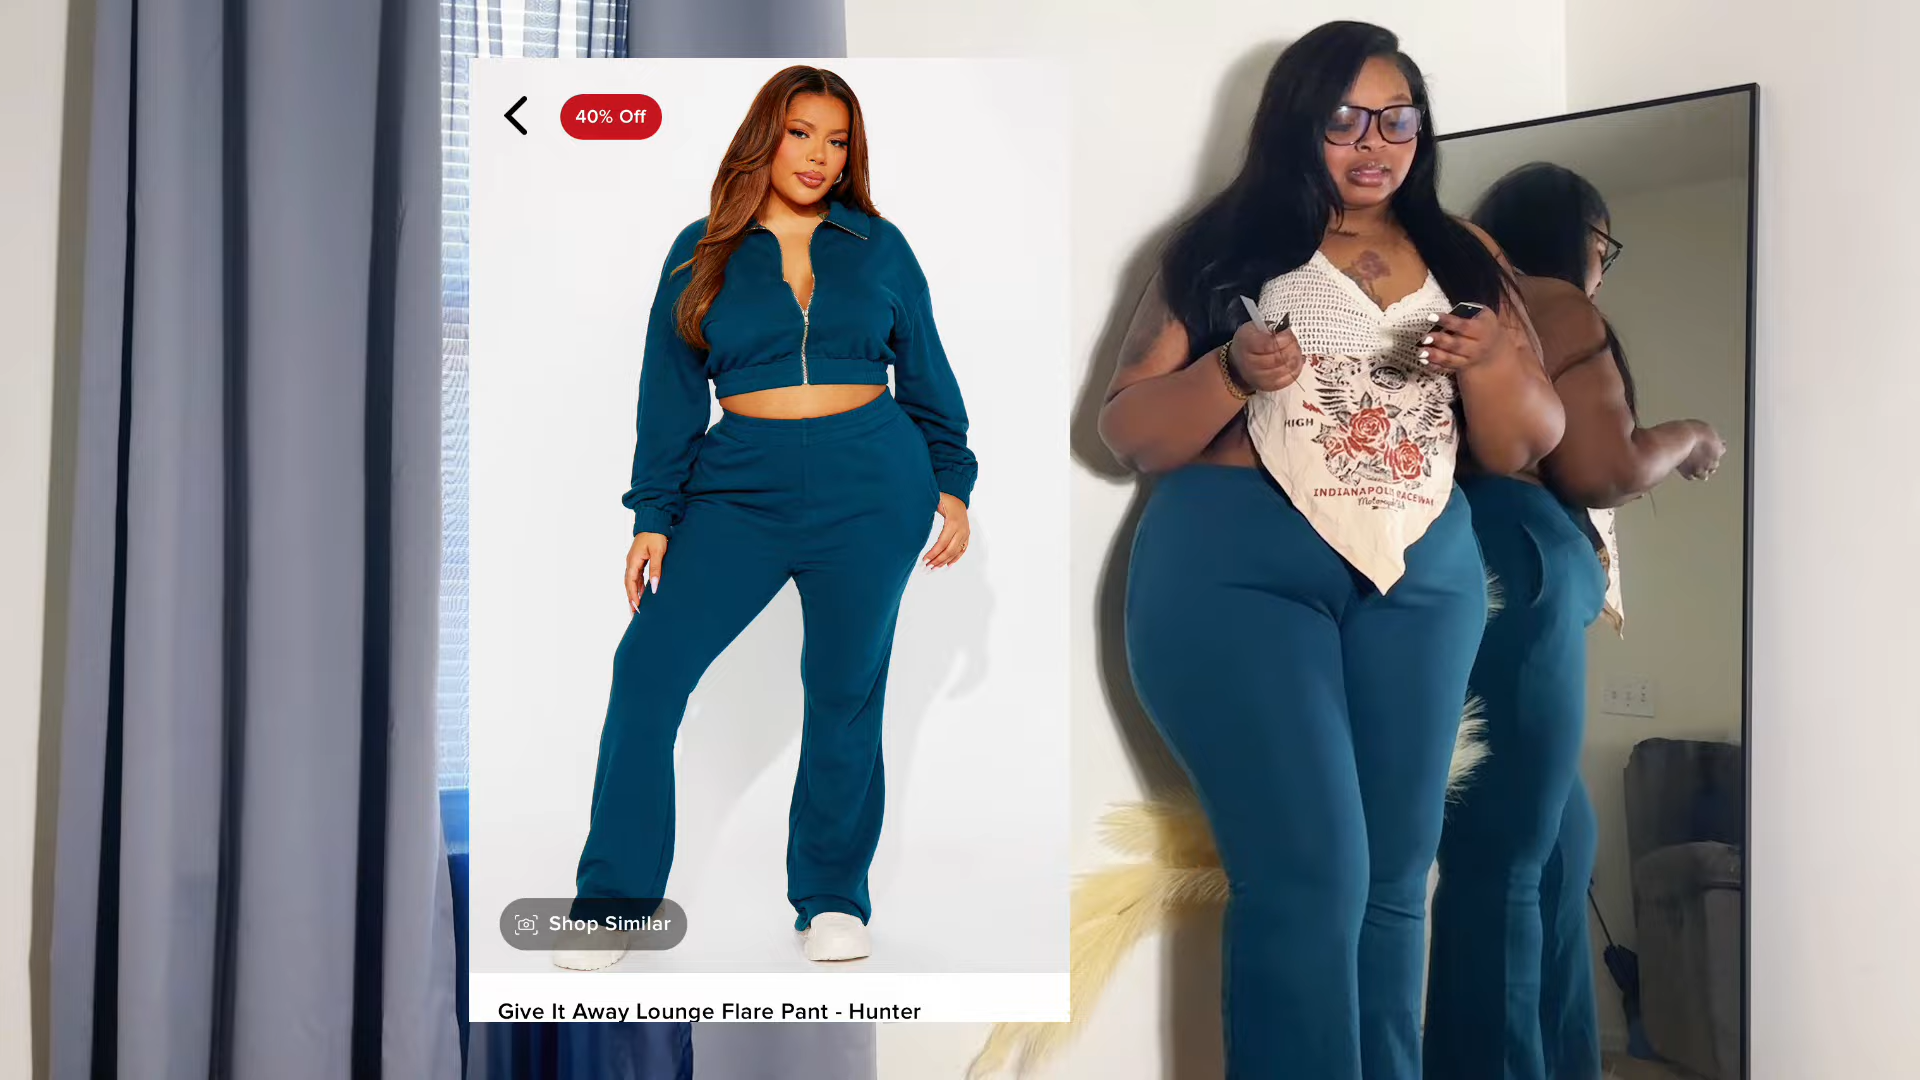 40% Off
Shop Similar
Give It Away Lounge Flare Pant - Hunter
HIGH
INDIANAPOLIS RACEWAY